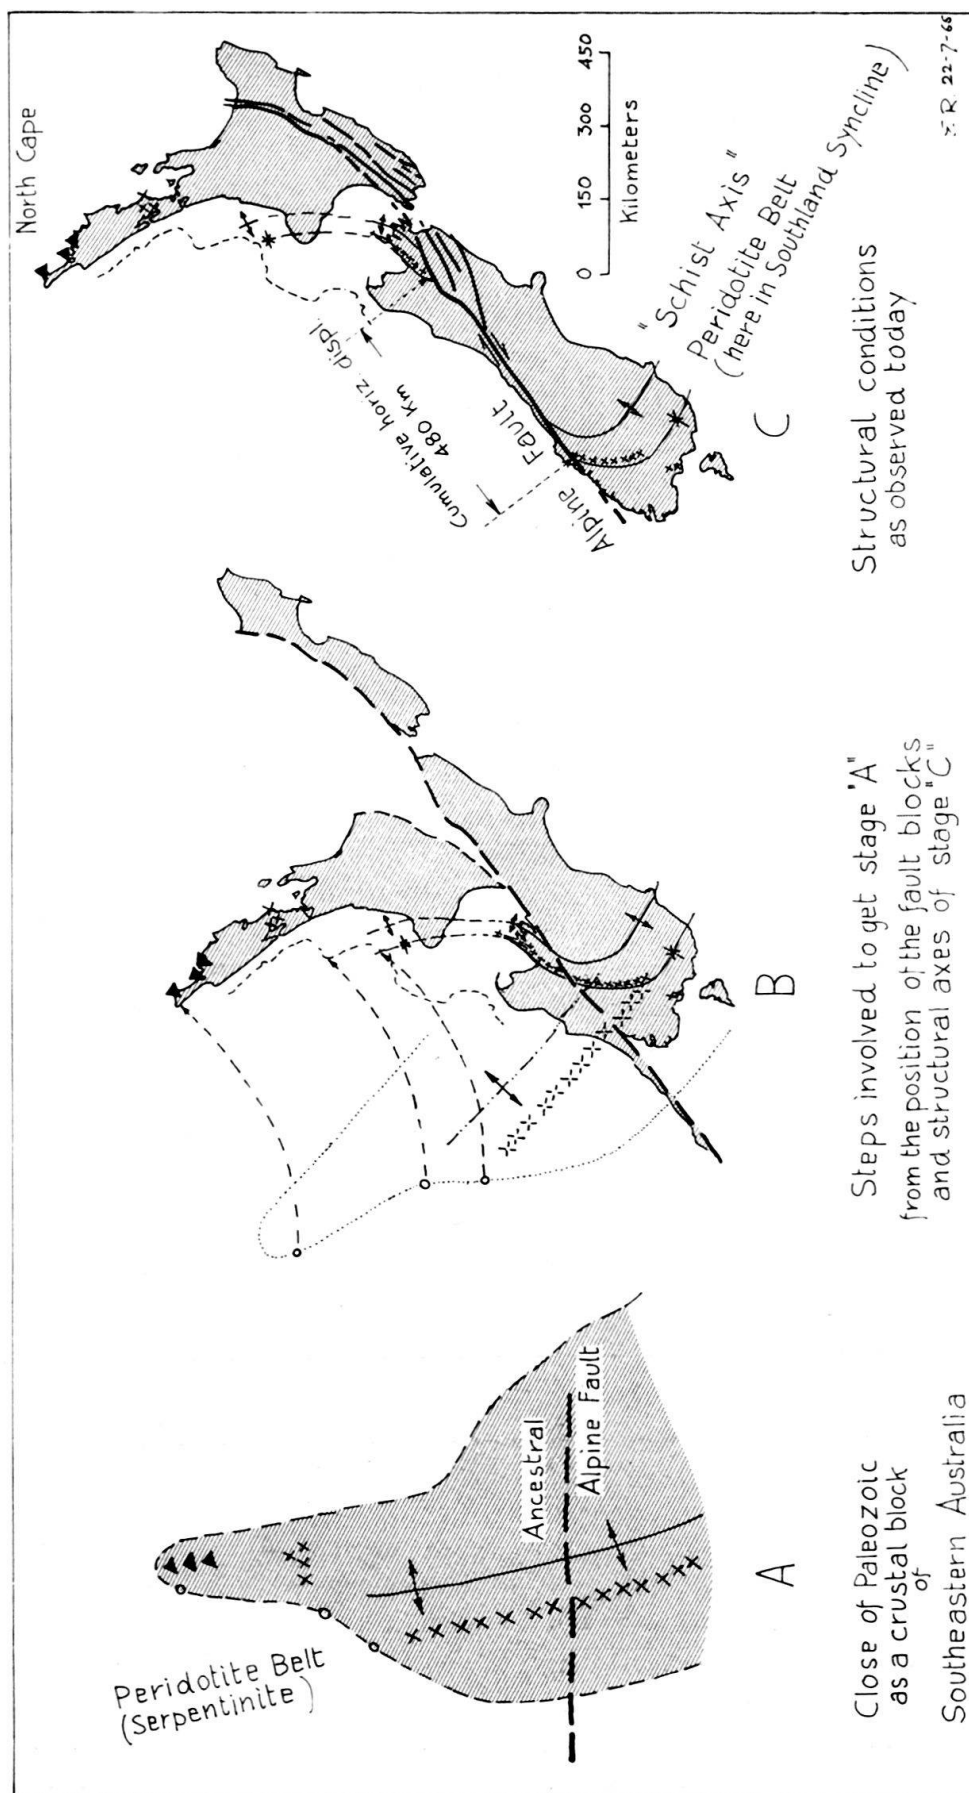 Peridotite Belt
(Serpentinite)
Ancestral
Alpine Fault
A
Close of Paleozoic
as a crustal block
of
Southeastern Australia
B
Steps involved to get stage "A"
from the position of the fault blocks
and structural axes of stage "C"
North Cape
Cumulative horiz displ
480 Km
Alpine Fault
0 150 300 450
Kilometers
"Schist Axis"
Peridotite Belt
(here in Southland Syncline)
C
Structural conditions
as observed today
R. 22-7-66